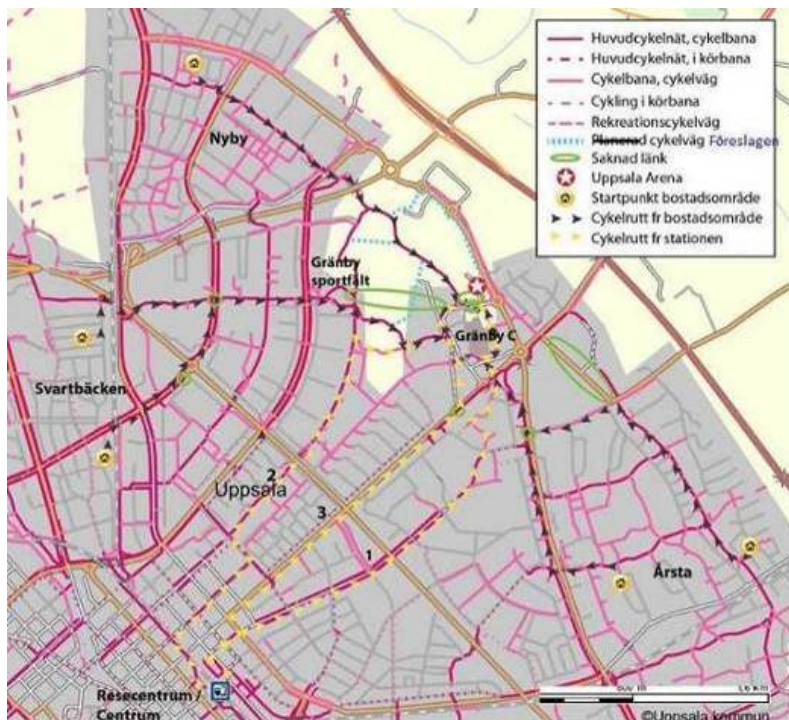 Huvudcykelnät, cykelbana
Huvudcykelnät, i körbana
Cykelbana, cykelväg
Cykling i körbana
Rekreationscykelväg
Planerad cykelväg Föreslagen
Saknad länk
Uppsala Arena
Startpunkt bostadsområde
Cykelrutt fr bostadsområde
Cykelrutt fr stationen
Nyby
Gränby
sportfält
Gränby C
Svartbäcken
2
Uppsala
3
1
Årsta
Resecentrum /
Centrum
©Uppsala kommun